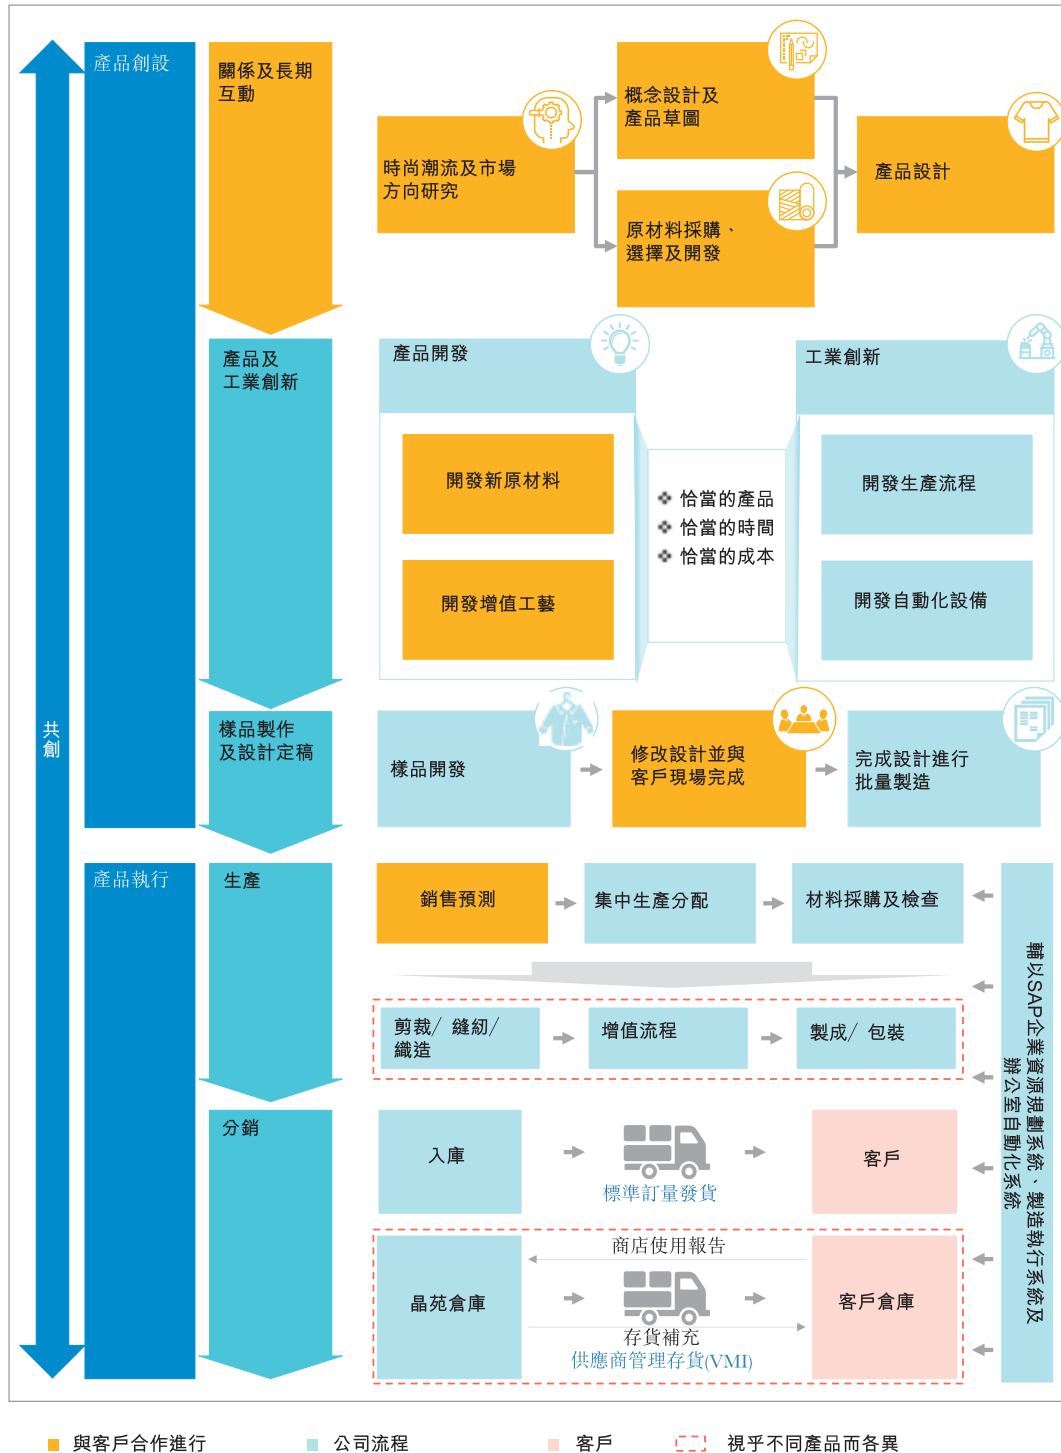 共創
產品創設
關係及長期
互動
時尚潮流及市場
方向研究
概念設計及
產品草圖
原材料採購、
選擇及開發
產品設計
產品及
工業創新
產品開發
開發新原材料
開發增值工藝
恰當的產品
恰當的時間
恰當的成本
工業創新
開發生產流程
開發自動化設備
樣品製作
及設計定稿
樣品開發
修改設計並與
客戶現場完成
完成設計進行
批量製造
產品執行
生產
銷售預測
集中生產分配
材料採購及檢查
剪裁/ 縫紉/
織造
增值流程
製成/ 包裝
分銷
入庫
標準訂量發貨
客戶
晶苑倉庫
商店使用報告
存貨補充
供應商管理存貨(VMI)
客戶倉庫
輔以SAP企業資源規劃系統、製造執行系統及
辦公室自動化系統
與客戶合作進行
公司流程
客戶
視乎不同產品而各異